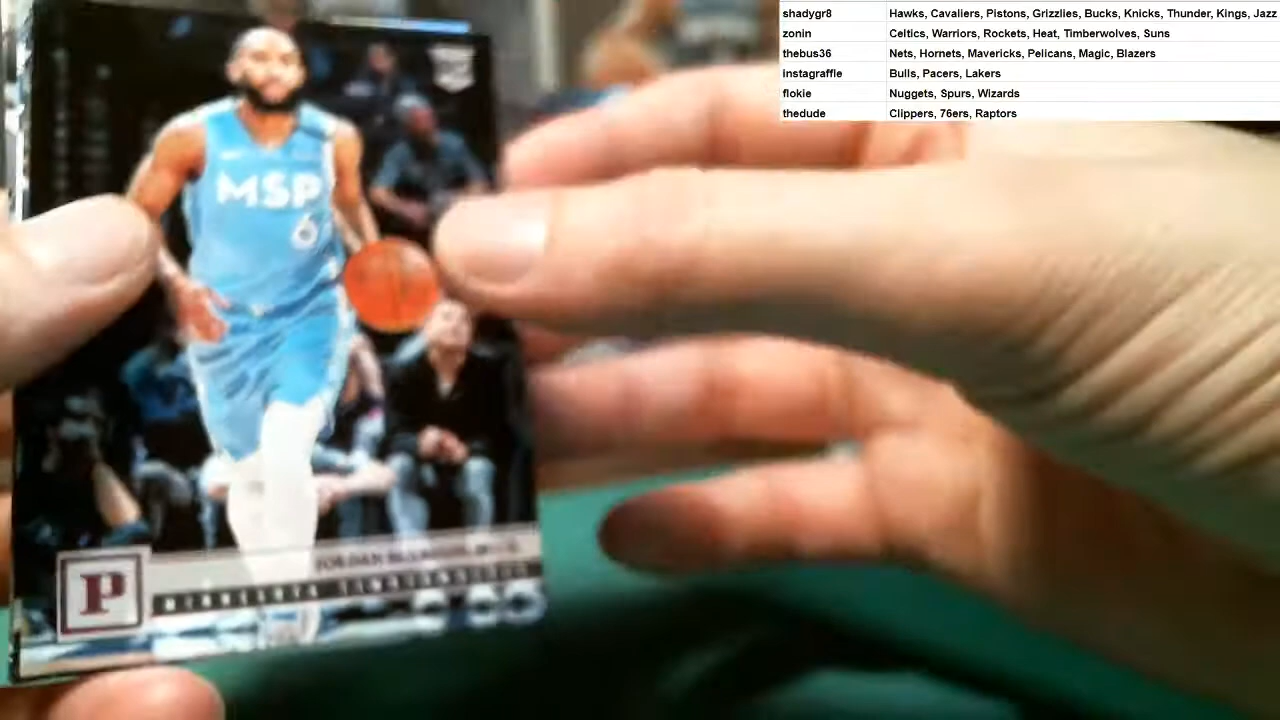 shadygr8 Hawks, Cavaliers, Pistons, Grizzlies, Bucks, Knicks, Thunder, Kings, Jazz
zonin Celtics, Warriors, Rockets, Heat, Timberwolves, Suns
thebus36 Nets, Hornets, Mavericks, Pelicans, Magic, Blazers
instagraffle Bulls, Pacers, Lakers
flokie Nuggets, Spurs, Wizards
thedude Clippers, 76ers, Raptors
MSP
6
P
MINNESOTA TIMBERWOLVES